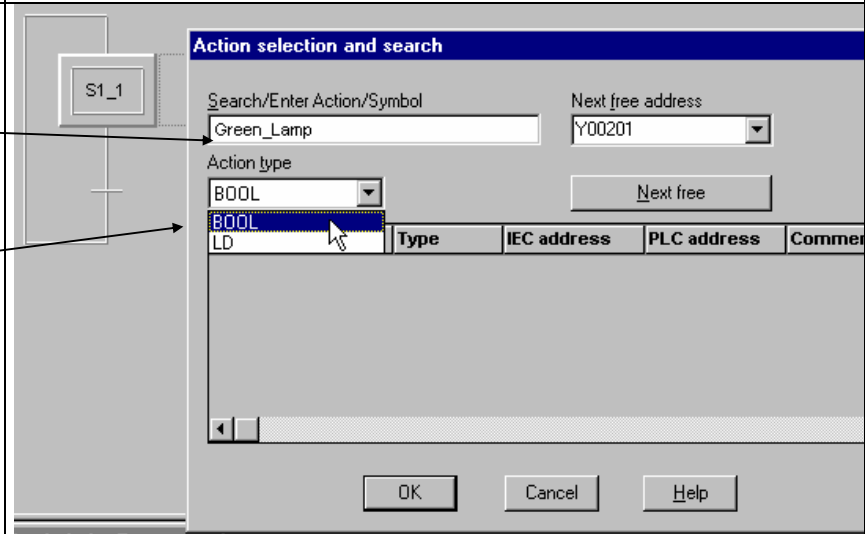 Action selection and search
S1_1
Search/Enter Action/Symbol Next free address
Green_Lamp Y00201
Action type
BOOL Next free
BOOL
LD Type IEC address PLC address Commer
OK Cancel Help